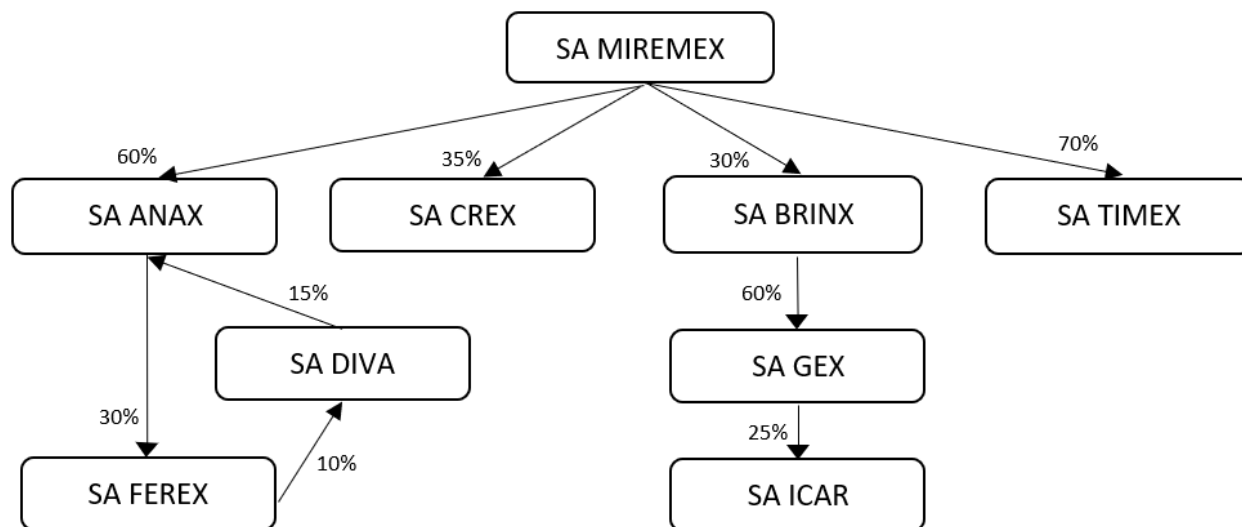 SA MIREMEX
60%
35%
30%
70%
SA ANAX
SA CREX
SA BRINX
SA TIMEX
15%
60%
SA DIVA
SA GEX
30%
10%
25%
SA FEREX
SA ICAR